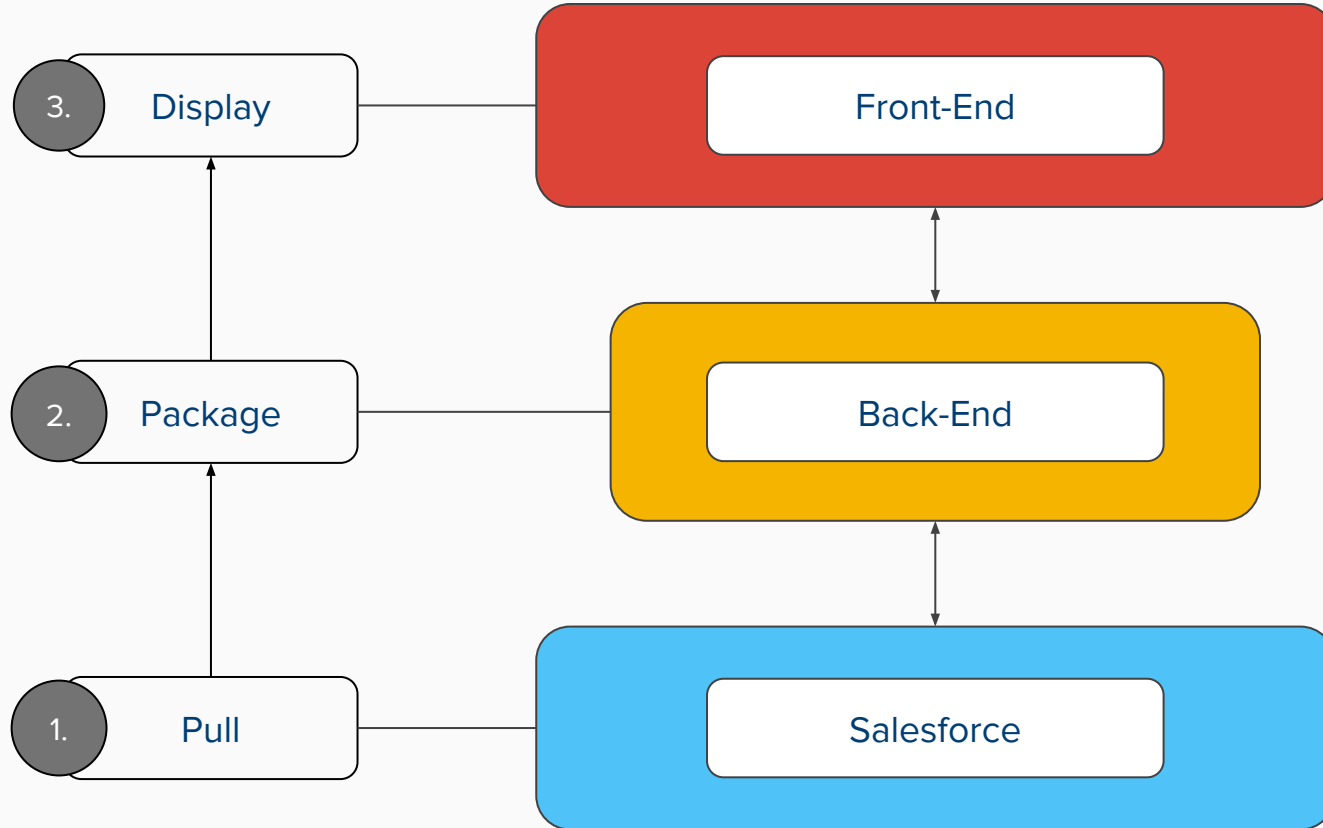 3.
Display
Front-End
2.
Package
Back-End
1.
Pull
Salesforce